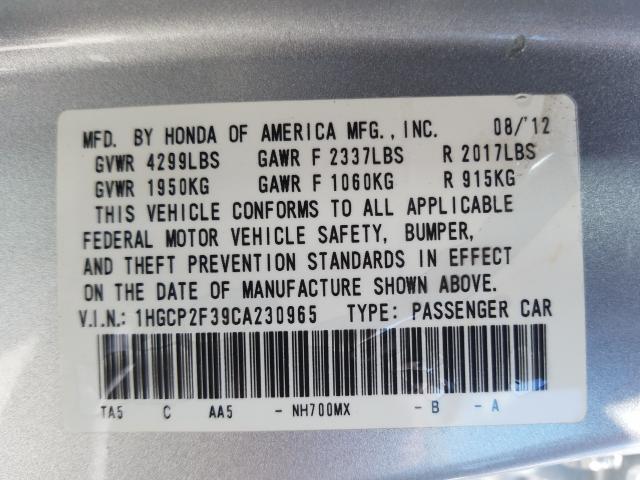 MFD. BY HONDA OF AMERICA MFG., INC. 08/'12
GVWR 4299LBS GAWR F 2337LBS R 2017LBS
GVWR 1950KG GAWR F 1060KG R 915KG
THIS VEHICLE CONFORMS TO ALL APPLICABLE
FEDERAL MOTOR VEHICLE SAFETY, BUMPER,
AND THEFT PREVENTION STANDARDS IN EFFECT
ON THE DATE OF MANUFACTURE SHOWN ABOVE.
V.I.N.: 1HGCP2F39CA230965 TYPE: PASSENGER CAR
TA5 C AA5 - NH700MX - B - A